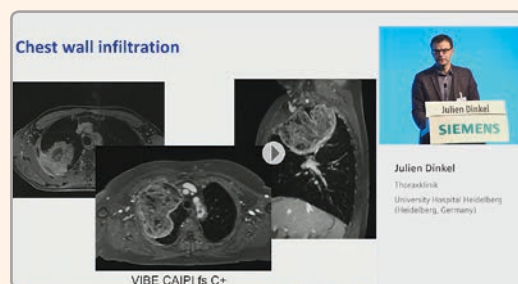 Chest wall infiltration
VIBE CAIPI fs C+
Julien Dinkel
SIEMENS
Julien Dinkel
Thoraxklinik
University Hospital Heidelberg
(Heidelberg, Germany)